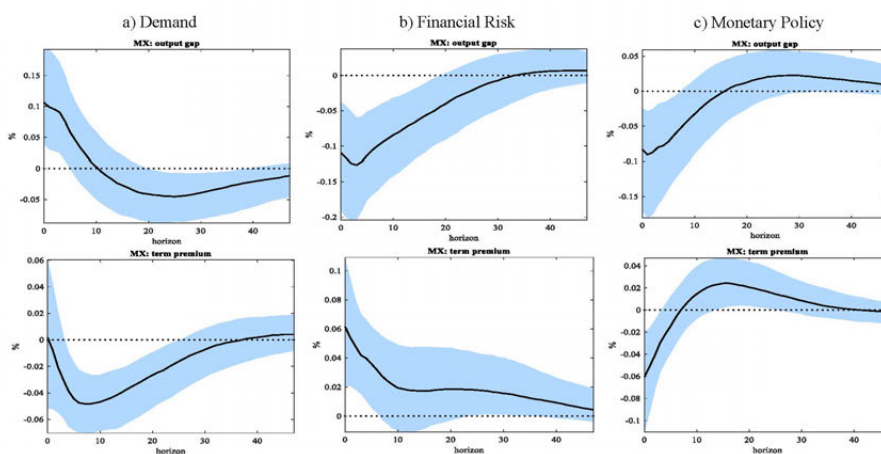 a) Demand
b) Financial Risk
c) Monetary Policy
MX: output gap
MX: output gap
MX: output gap
0.15
0.1
0.05
0
-0.05
%
0 10 20 30 40
horizon
0
-0.05
-0.1
-0.15
-0.2
%
0 10 20 30 40
horizon
0.05
0
-0.05
-0.1
-0.15
%
0 10 20 30 40
horizon
MX: term premium
MX: term premium
MX: term premium
0.06
0.04
0.02
0
-0.02
-0.04
-0.06
%
0 10 20 30 40
horizon
0.1
0.08
0.06
0.04
0.02
0
%
0 10 20 30 40
horizon
0.04
0.02
0
-0.02
-0.04
-0.06
-0.08
-0.1
%
0 10 20 30 40
horizon